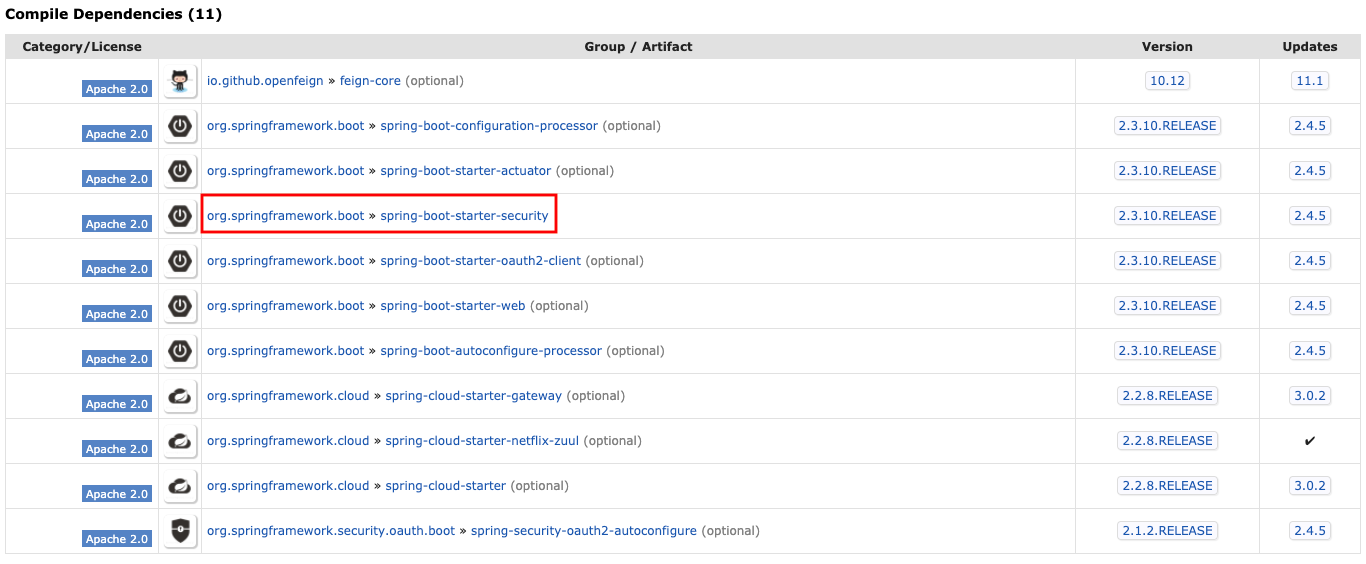 Compile Dependencies (11)
Category/License Group / Artifact Version Updates
Apache 2.0 io.github.openfeign » feign-core (optional) 10.12 11.1
Apache 2.0 org.springframework.boot » spring-boot-configuration-processor (optional) 2.3.10.RELEASE 2.4.5
Apache 2.0 org.springframework.boot » spring-boot-starter-actuator (optional) 2.3.10.RELEASE 2.4.5
Apache 2.0 org.springframework.boot » spring-boot-starter-security 2.3.10.RELEASE 2.4.5
Apache 2.0 org.springframework.boot » spring-boot-starter-oauth2-client (optional) 2.3.10.RELEASE 2.4.5
Apache 2.0 org.springframework.boot » spring-boot-starter-web (optional) 2.3.10.RELEASE 2.4.5
Apache 2.0 org.springframework.boot » spring-boot-autoconfigure-processor (optional) 2.3.10.RELEASE 2.4.5
Apache 2.0 org.springframework.cloud » spring-cloud-starter-gateway (optional) 2.2.8.RELEASE 3.0.2
Apache 2.0 org.springframework.cloud » spring-cloud-starter-netflix-zuul (optional) 2.2.8.RELEASE ✔
Apache 2.0 org.springframework.cloud » spring-cloud-starter (optional) 2.2.8.RELEASE 3.0.2
Apache 2.0 org.springframework.security.oauth.boot » spring-security-oauth2-autoconfigure (optional) 2.1.2.RELEASE 2.4.5